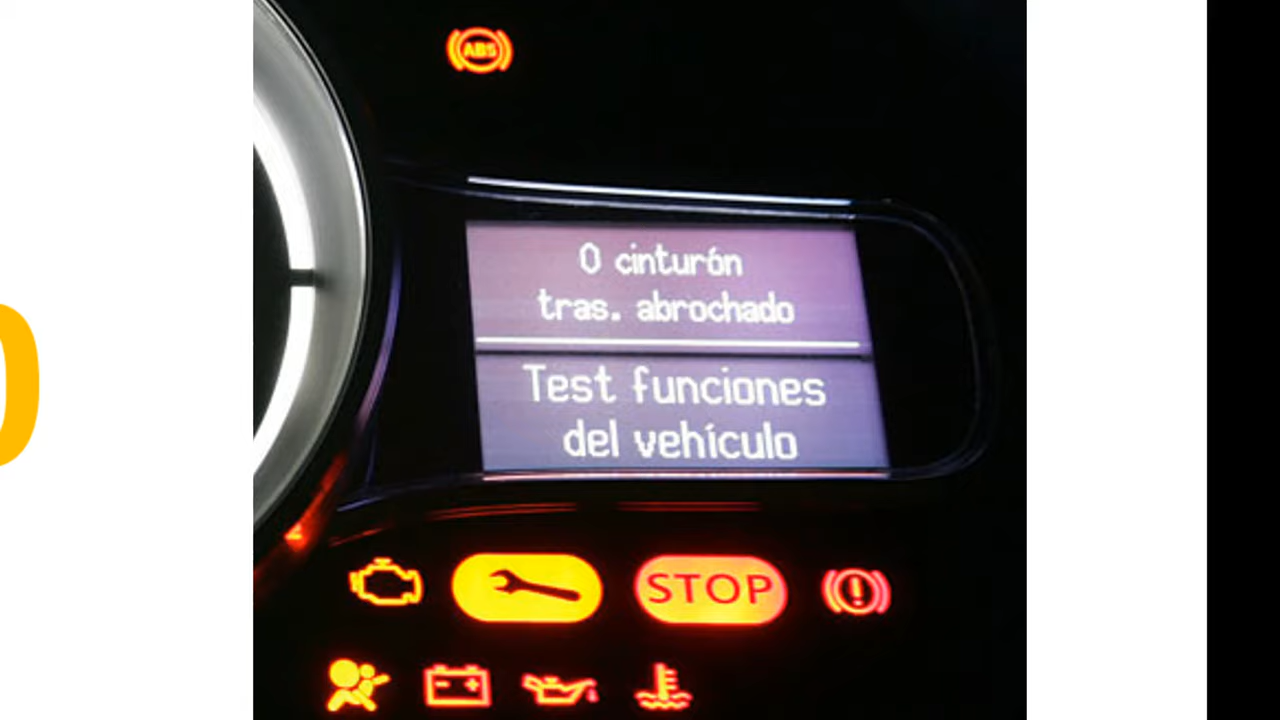 ABS
0 cinturón
tras. abrochado
Test funciones
del vehículo
STOP